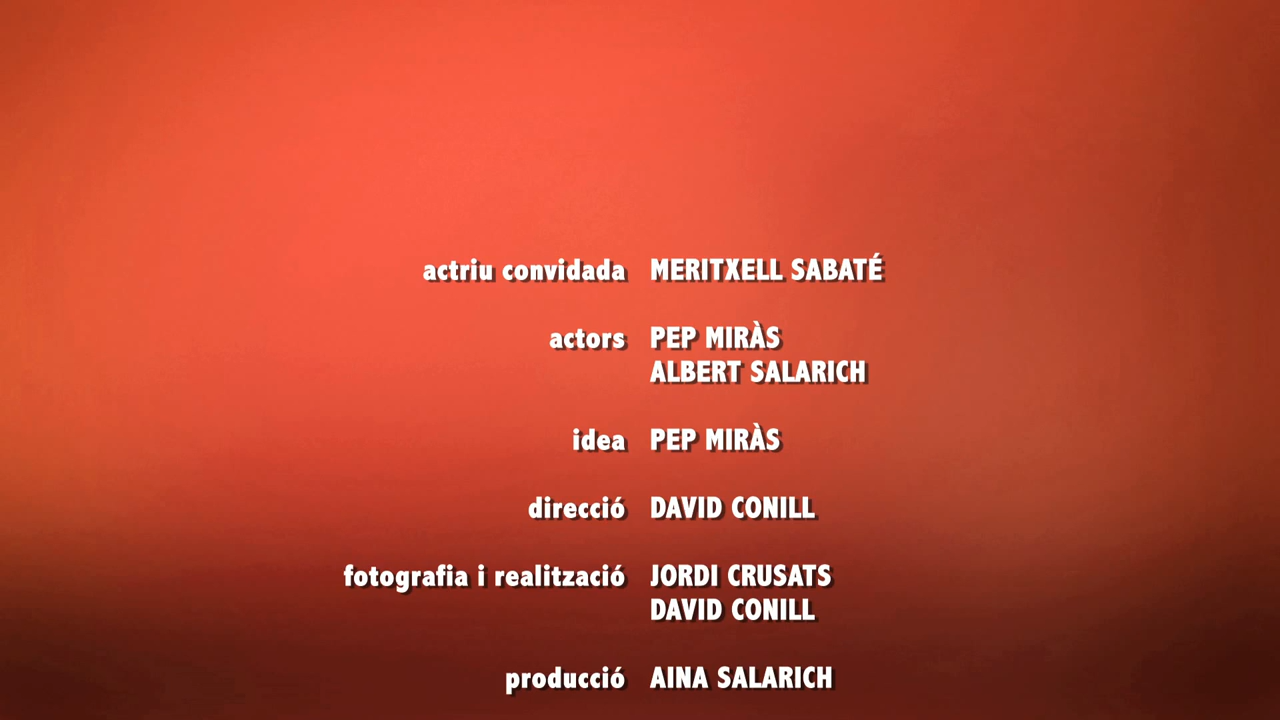 actriu convidada MERITXELL SABATÉ
actors PEP MIRÀS
ALBERT SALARICH
idea PEP MIRÀS
direcció DAVID CONILL
fotografia i realització JORDI CRUSATS
DAVID CONILL
producció AINA SALARICH